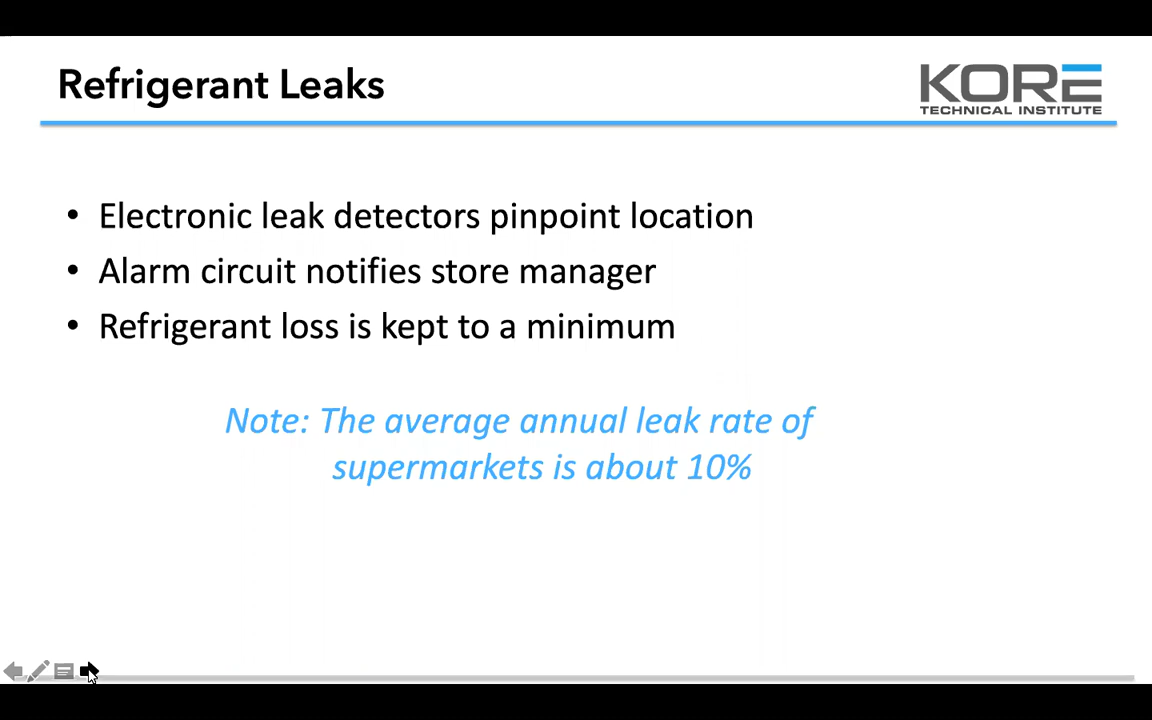 Refrigerant Leaks
KORE
TECHNICAL INSTITUTE
• Electronic leak detectors pinpoint location
• Alarm circuit notifies store manager
• Refrigerant loss is kept to a minimum
Note: The average annual leak rate of
supermarkets is about 10%